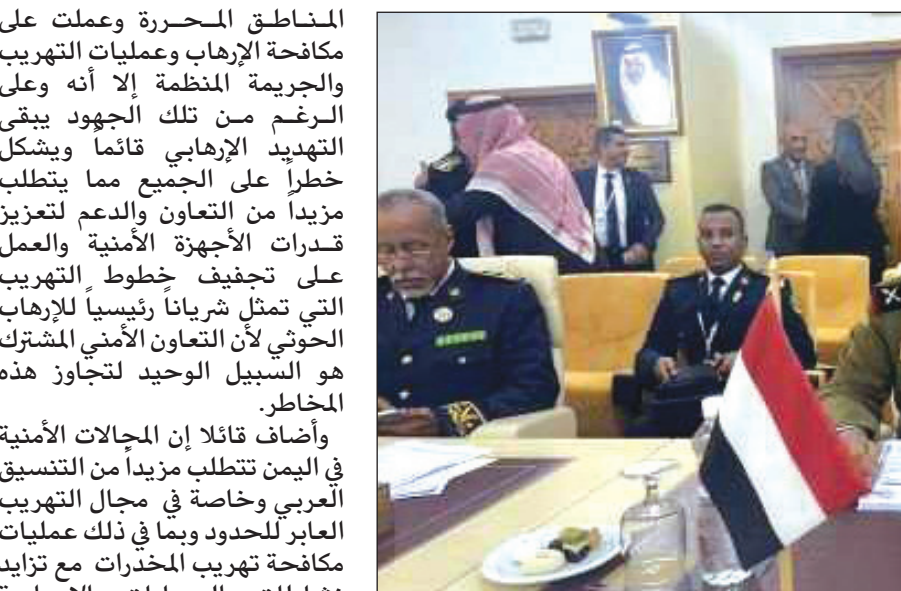 المناطق المحررة وعملت على
مكافحة الإرهاب وعمليات التهريب
والجريمة المنظمة إلا أنه وعلى
الرغم من تلك الجهود يبقى
التهديد الإرهابي قائماً ويشكل
خطراً على الجميع مما يتطلب
مزيداً من التعاون والدعم لتعزيز
قدرات الأجهزة الأمنية والعمل
على تجفيف خطوط التهريب
التي تمثل شرياناً رئيسياً للإرهاب
الحوثي لأن التعاون الأمني المشترك
هو السبيل الوحيد لتجاوز هذه
المخاطر.
وأضاف قائلا إن المجالات الأمنية
في اليمن تتطلب مزيداً من التنسيق
العربي وخاصة في مجال التهريب
العابر للحدود وبما في ذلك عمليات
مكافحة تهريب المخدرات مع تزايد